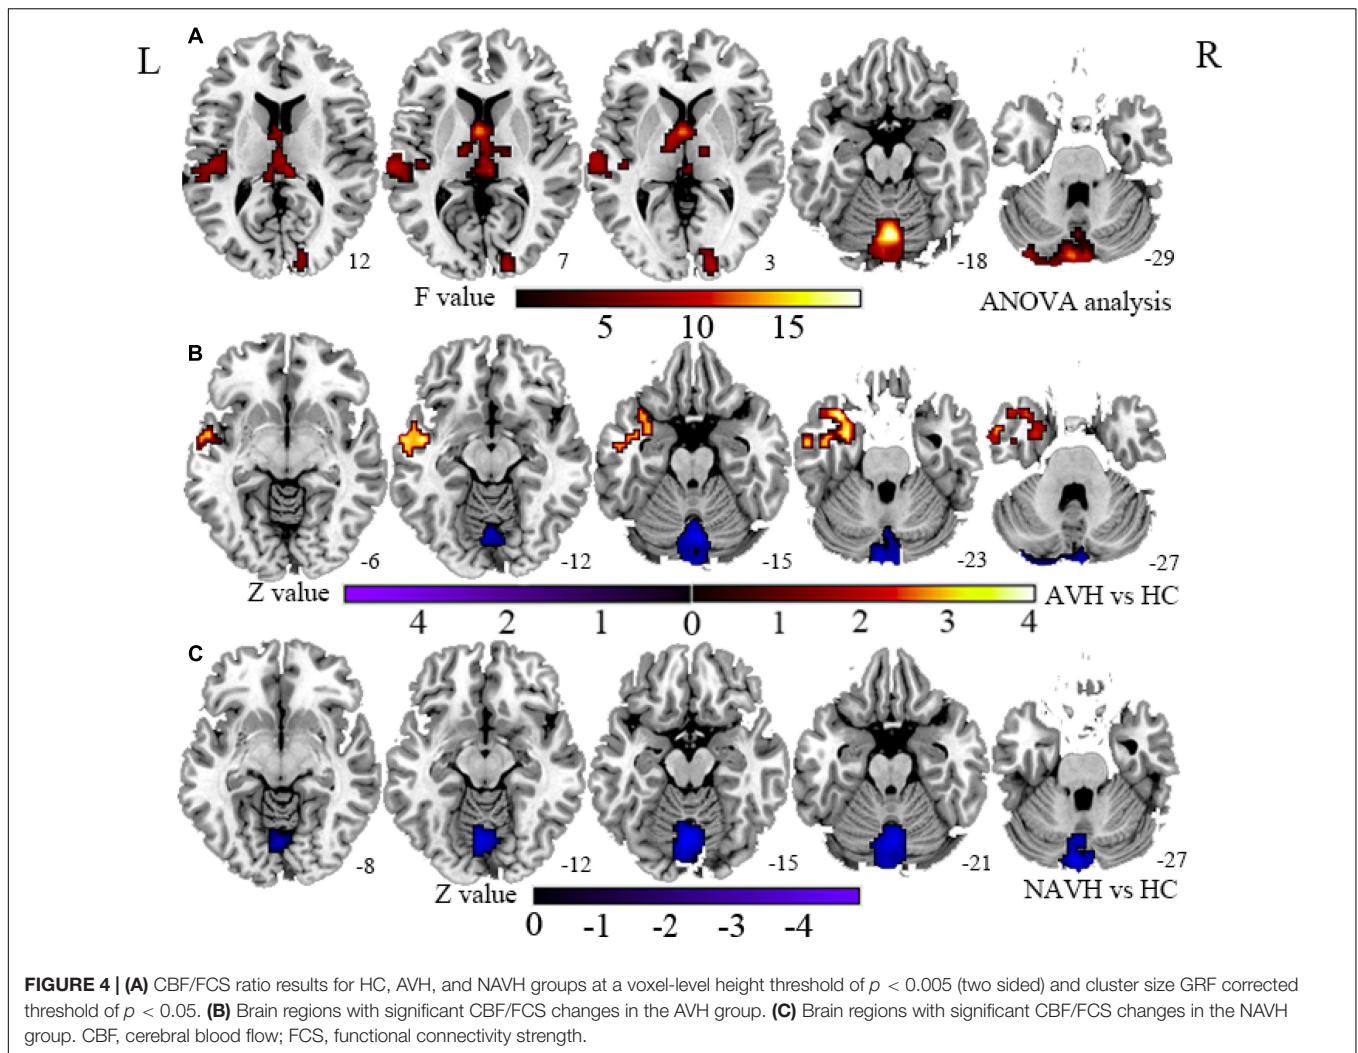 A
L
R
12
7
3
-18
-29
F value
ANOVA analysis
5 10 15
B
-6
-12
-15
-23
-27
Z value
AVH vs HC
4 2 1 0 1 2 3 4
C
-8
-12
-15
-21
-27
Z value
NAVH vs HC
0 -1 -2 -3 -4
FIGURE 4 | (A) CBF/FCS ratio results for HC, AVH, and NAVH groups at a voxel-level height threshold of p < 0.005 (two sided) and cluster size GRF corrected
threshold of p < 0.05. (B) Brain regions with significant CBF/FCS changes in the AVH group. (C) Brain regions with significant CBF/FCS changes in the NAVH
group. CBF, cerebral blood flow; FCS, functional connectivity strength.